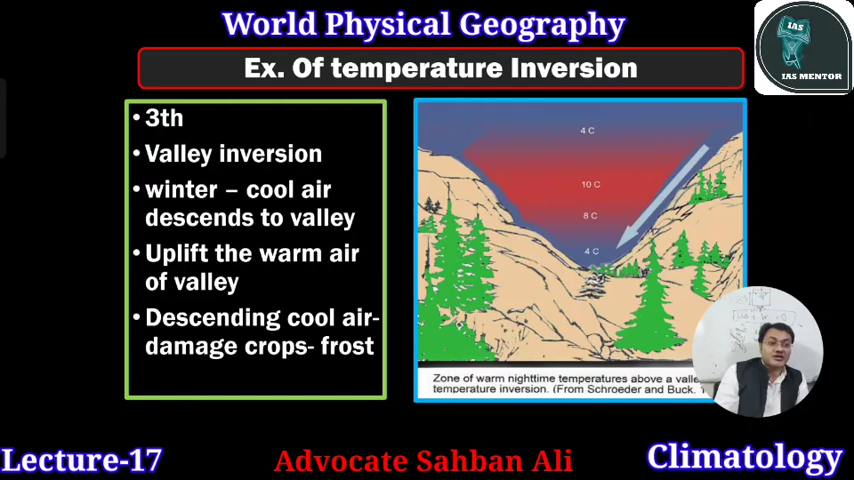 World Physical Geography
IAS
IAS MENTOR
Ex. Of temperature Inversion
• 3th
• Valley inversion
• winter – cool air
descends to valley
• Uplift the warm air
of valley
• Descending cool air-
damage crops- frost
4 C
10 C
8 C
4 C
Zone of warm nighttime temperatures above a
temperature inversion. (From Schroeder and Buck.
Lecture-17
Advocate Sahban Ali
Climatology